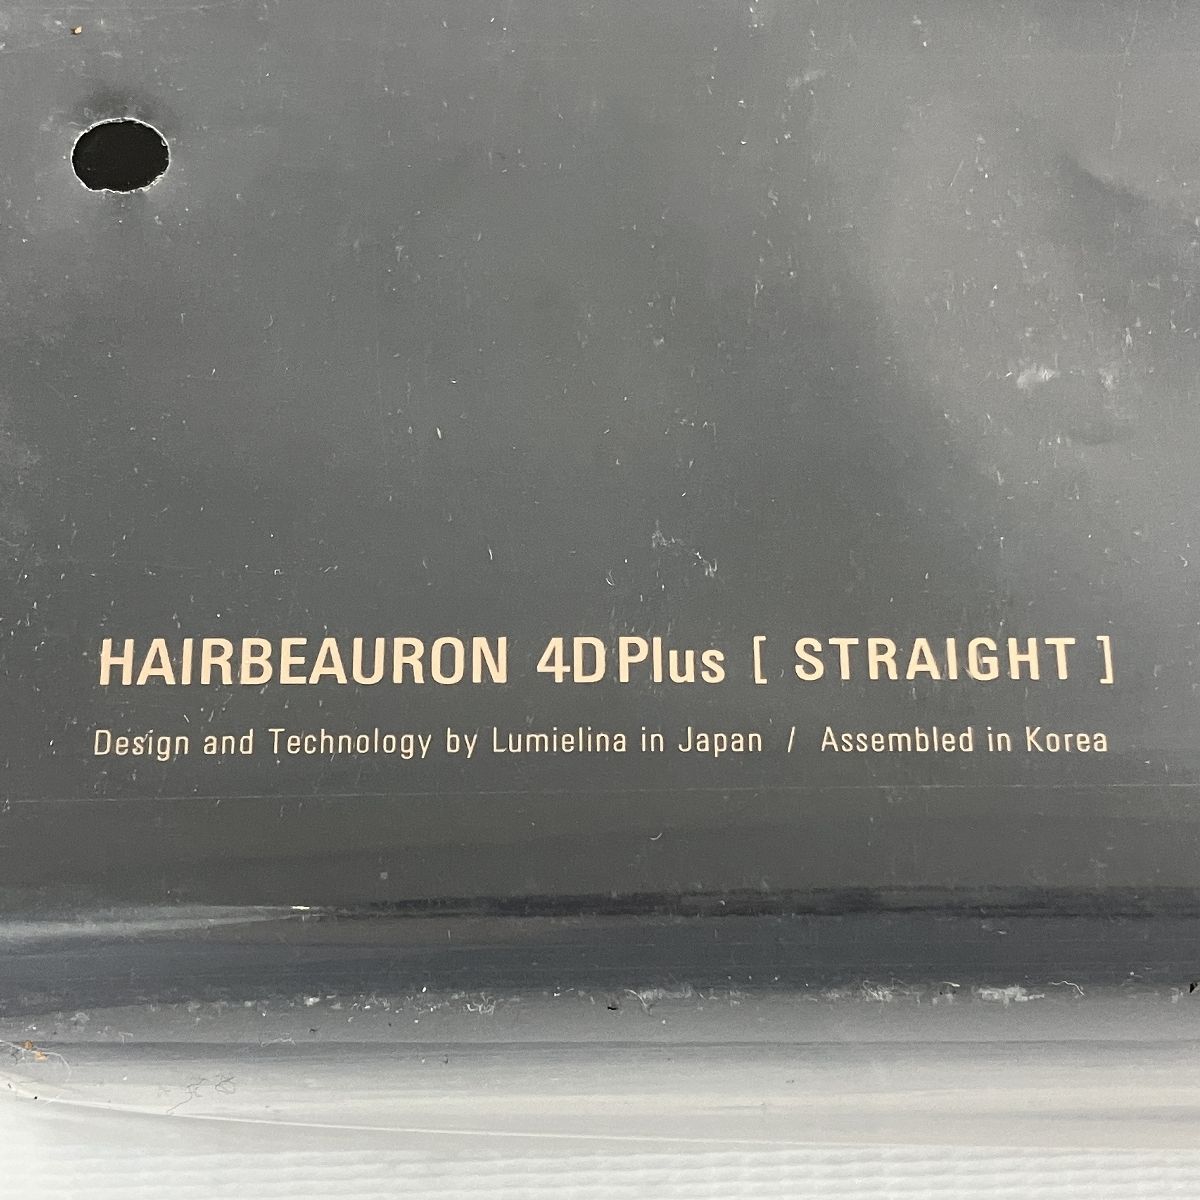 HAIRBEAURON 4D Plus [ STRAIGHT ]
Design and Technology by Lumielina in Japan / Assembled in Korea